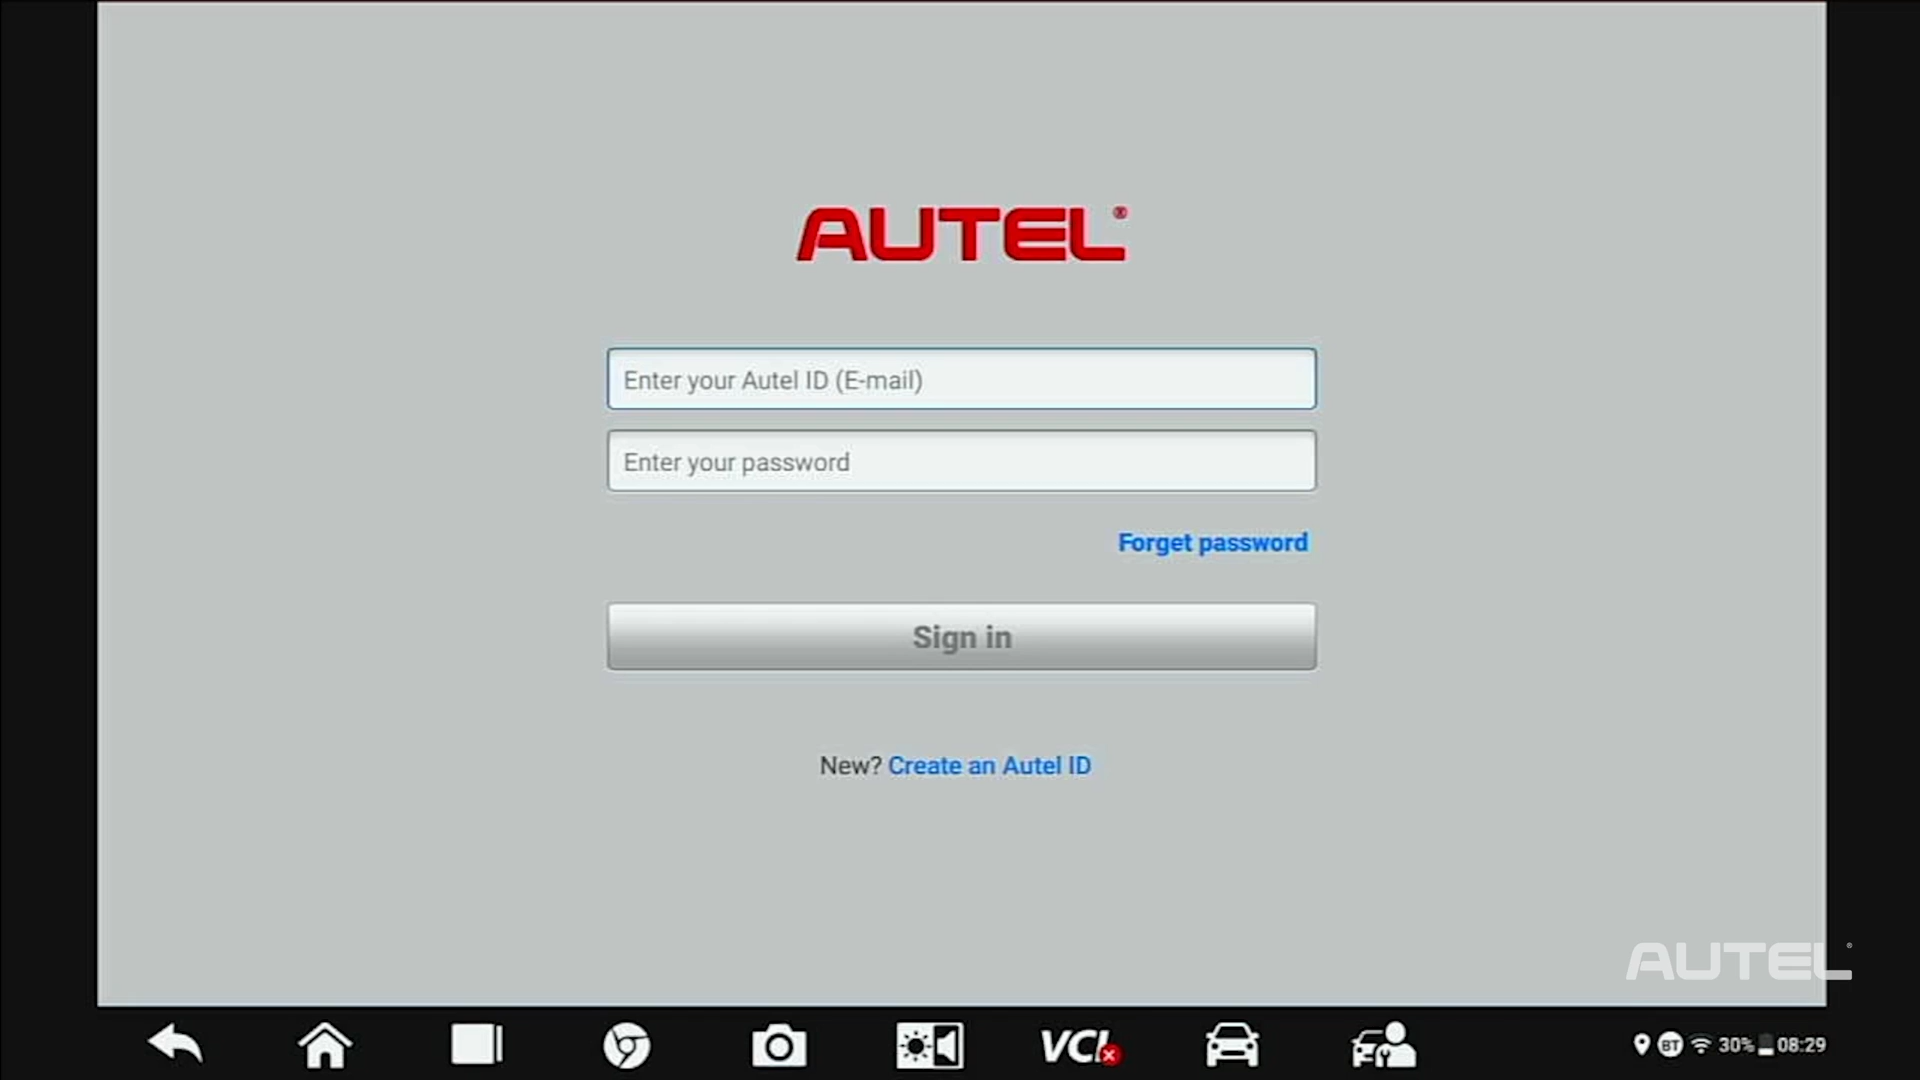 AUTEL®
Enter your Autel ID (E-mail)
Enter your password
Forget password
Sign in
New? Create an Autel ID
AUTEL®
VCI
BT 30% 08:29